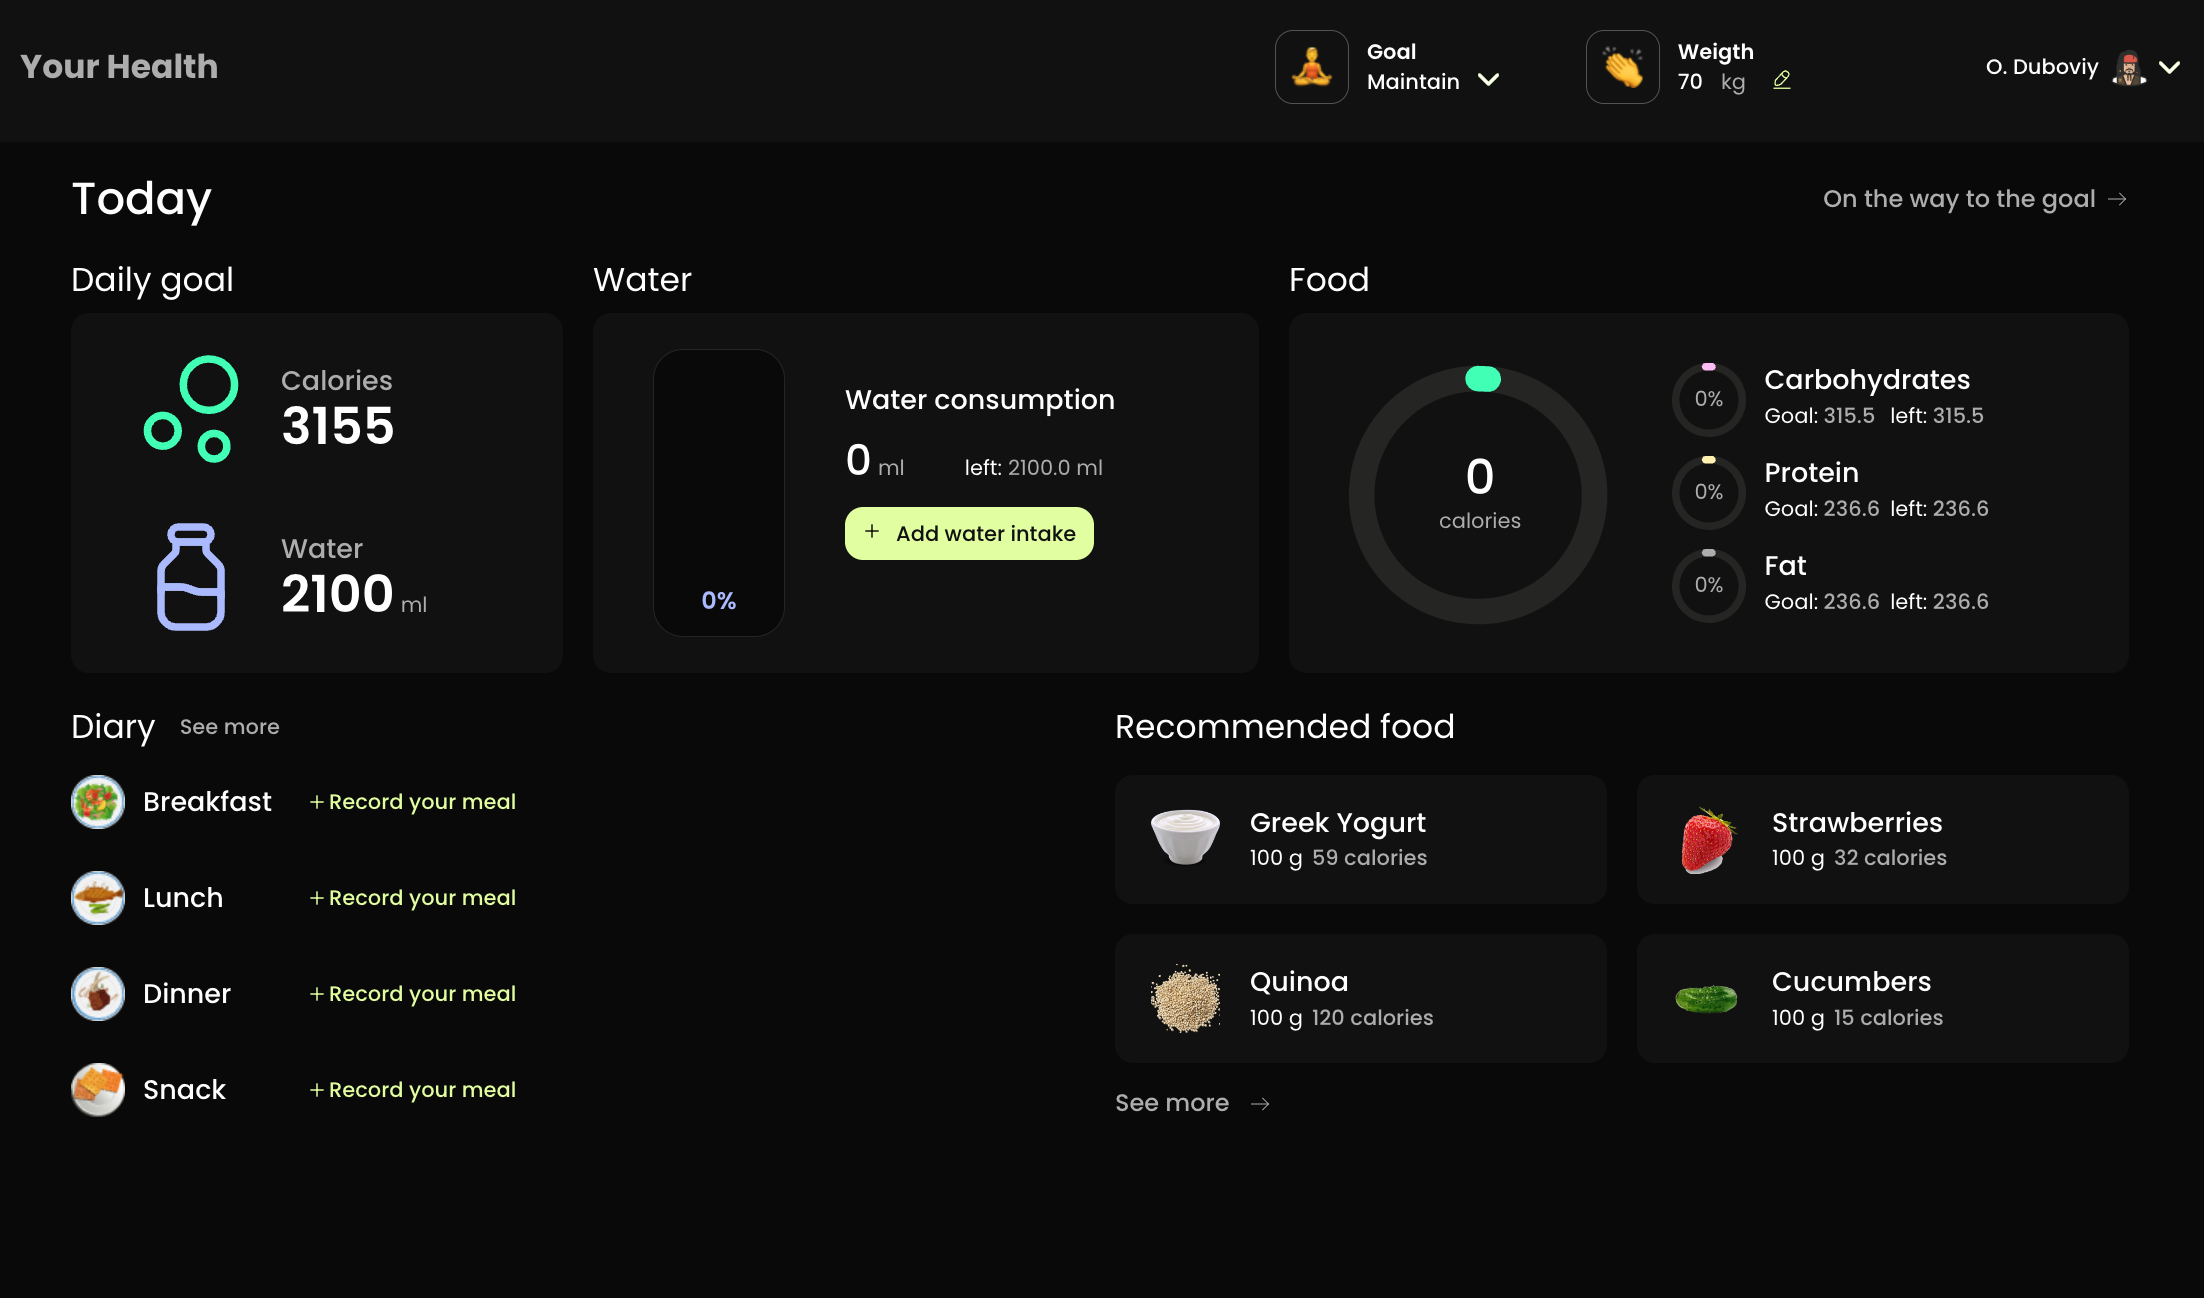 Your Health
Goal
Maintain
Weigth
70 kg
O. Duboviy
Today
On the way to the goal
Daily goal
Calories
3155
Water
2100 ml
Water
0%
Water consumption
0 ml left: 2100.0 ml
+ Add water intake
Food
0
calories
0%
Carbohydrates
Goal: 315.5 left: 315.5
0%
Protein
Goal: 236.6 left: 236.6
0%
Fat
Goal: 236.6 left: 236.6
Diary See more
Breakfast + Record your meal
Lunch + Record your meal
Dinner + Record your meal
Snack + Record your meal
Recommended food
Greek Yogurt
100 g 59 calories
Strawberries
100 g 32 calories
Quinoa
100 g 120 calories
Cucumbers
100 g 15 calories
See more